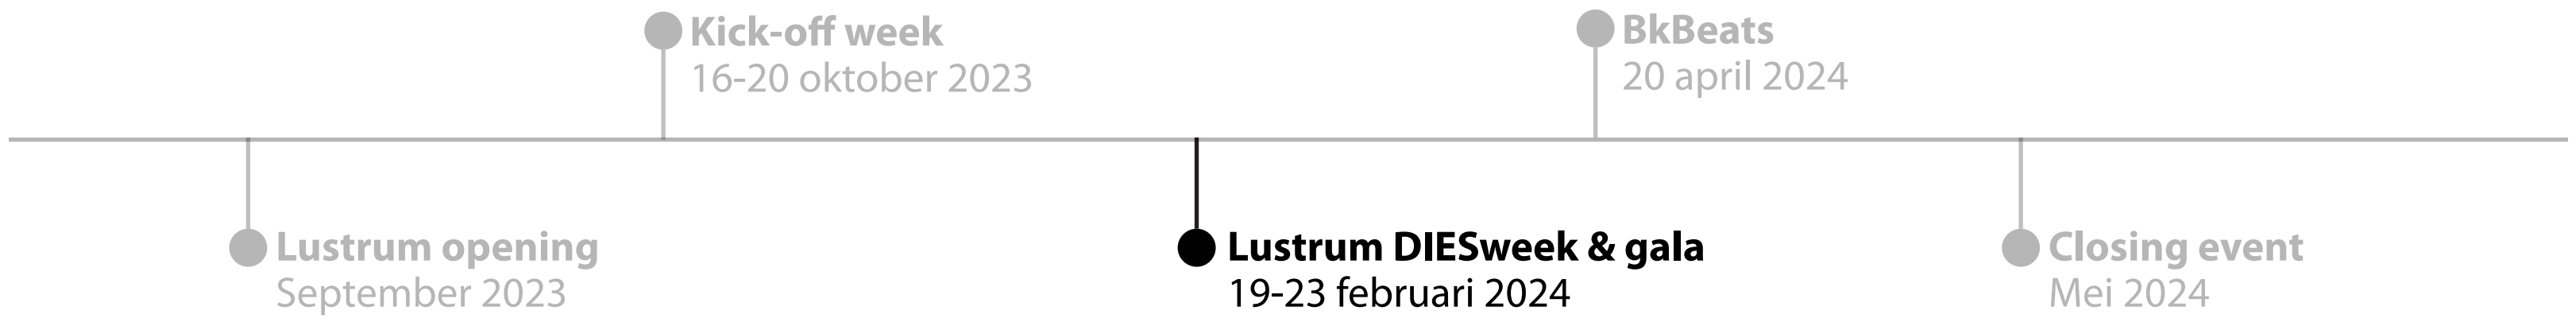 Kick-off week
16-20 oktober 2023
BkBeats
20 april 2024
Lustrum opening
September 2023
Lustrum DIESweek & gala
19-23 februari 2024
Closing event
Mei 2024